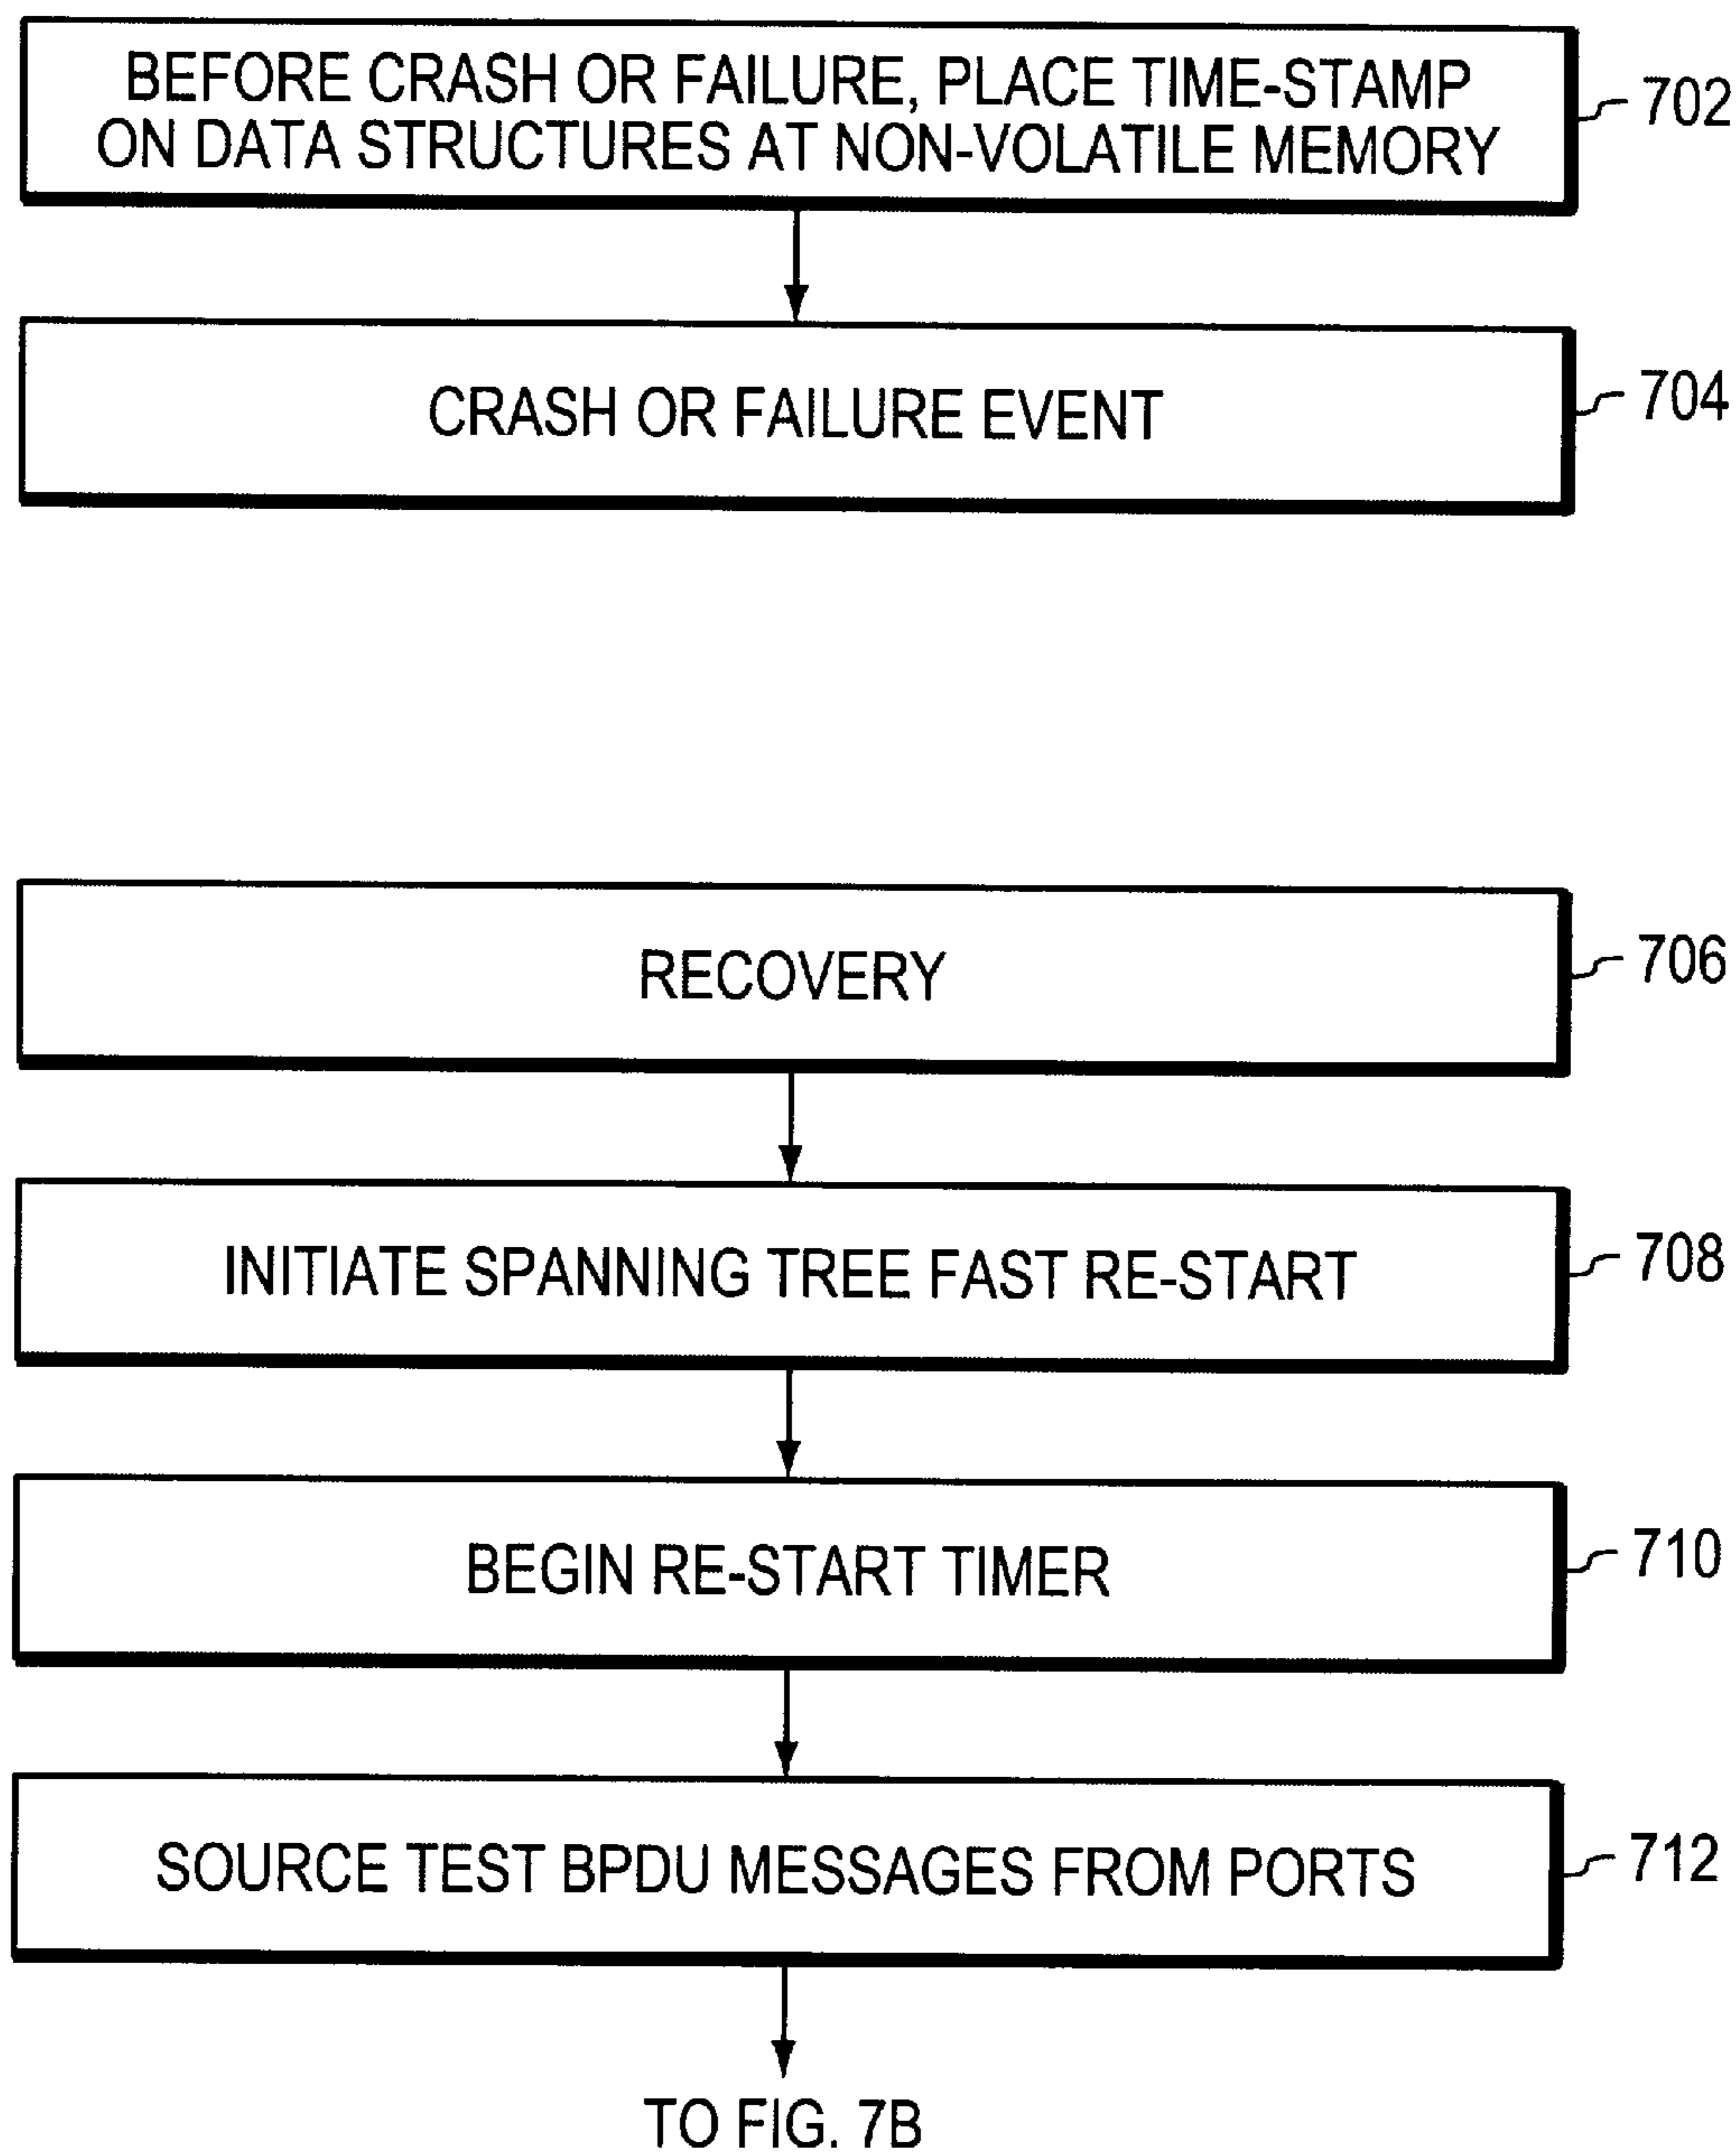 BEFORE CRASH OR FAILURE, PLACE TIME-STAMP
ON DATA STRUCTURES AT NON-VOLATILE MEMORY
702
CRASH OR FAILURE EVENT
704
RECOVERY
706
INITIATE SPANNING TREE FAST RE-START
708
BEGIN RE-START TIMER
710
SOURCE TEST BPDU MESSAGES FROM PORTS
712
TO FIG. 7B